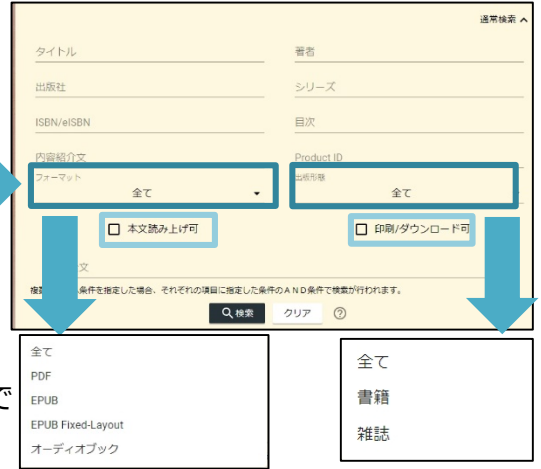 通常検索
タイトル 著者
出版社 シリーズ
ISBN/eISBN 目次
内容紹介文 Product ID
フォーマット 出版形態
全て 全て
本文読み上げ可 印刷/ダウンロード可
文
条件を指定した場合、それぞれの項目に指定した条件のAND条件で検索が行われます。
検索 クリア ?
全て
PDF
EPUB
EPUB Fixed-Layout
オーディオブック
で
全て
書籍
雑誌